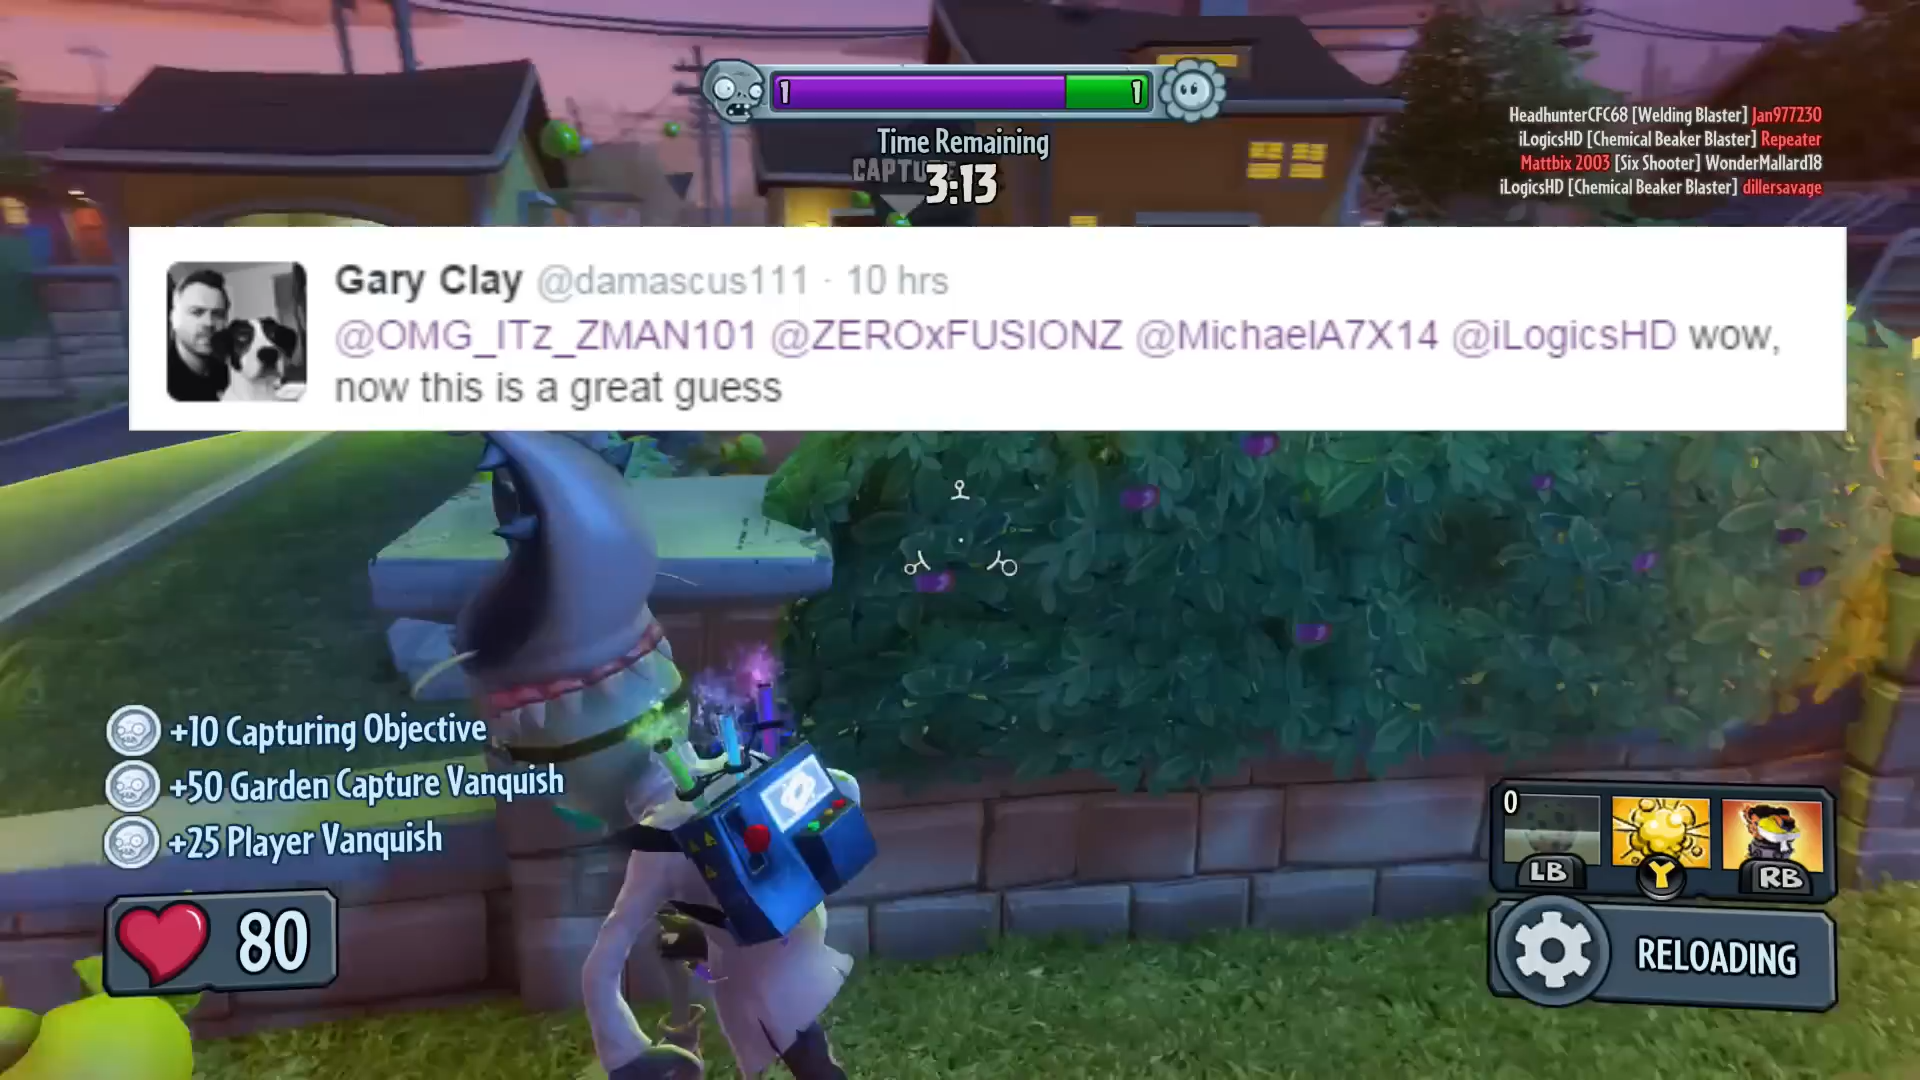 1
1
Time Remaining
CAPTU
3:13
HeadhunterCFC68 [Welding Blaster] Jan977230
iLogicsHD [Chemical Beaker Blaster] Repeater
Mattbix 2003 [Six Shooter] WonderMallard18
iLogicsHD [Chemical Beaker Blaster] dillersavage
Gary Clay @damascus111 · 10 hrs
@OMG_ITz_ZMAN101 @ZEROxFUSIONZ @MichaelA7X14 @iLogicsHD wow,
now this is a great guess
+10 Capturing Objective
+50 Garden Capture Vanquish
+25 Player Vanquish
80
0
LB
Y
RB
RELOADING